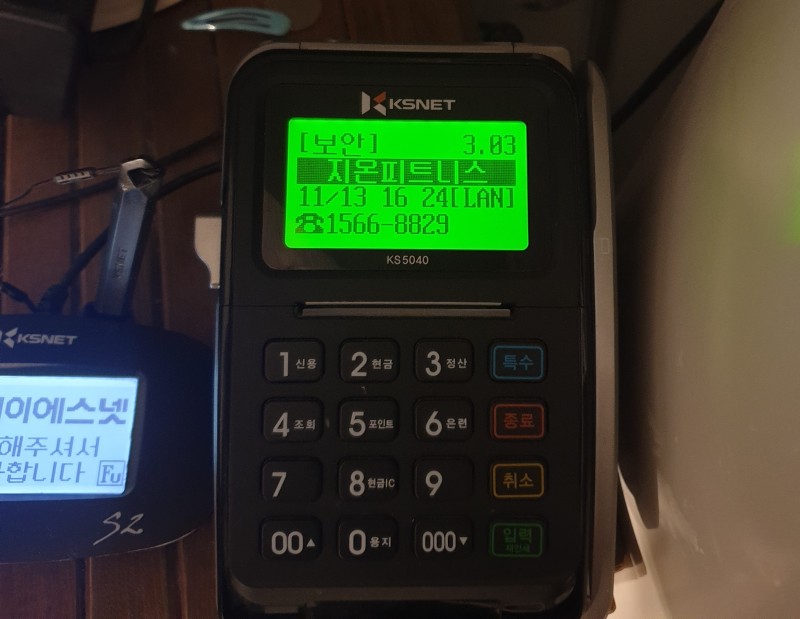 KSNET
[보안] 3.03
지온피트니스
11/13 16 24[LAN]
☎1566-8829
KS5040
1 신용 2 현금 3 정산 특수
4 조회 5 포인트 6 은련 종료
7 8 현금IC 9 취소
00▲ 0 용지 000▼ 입력
재인쇄
KSNET
이에스넷
해주셔서
합니다 Fu
S2